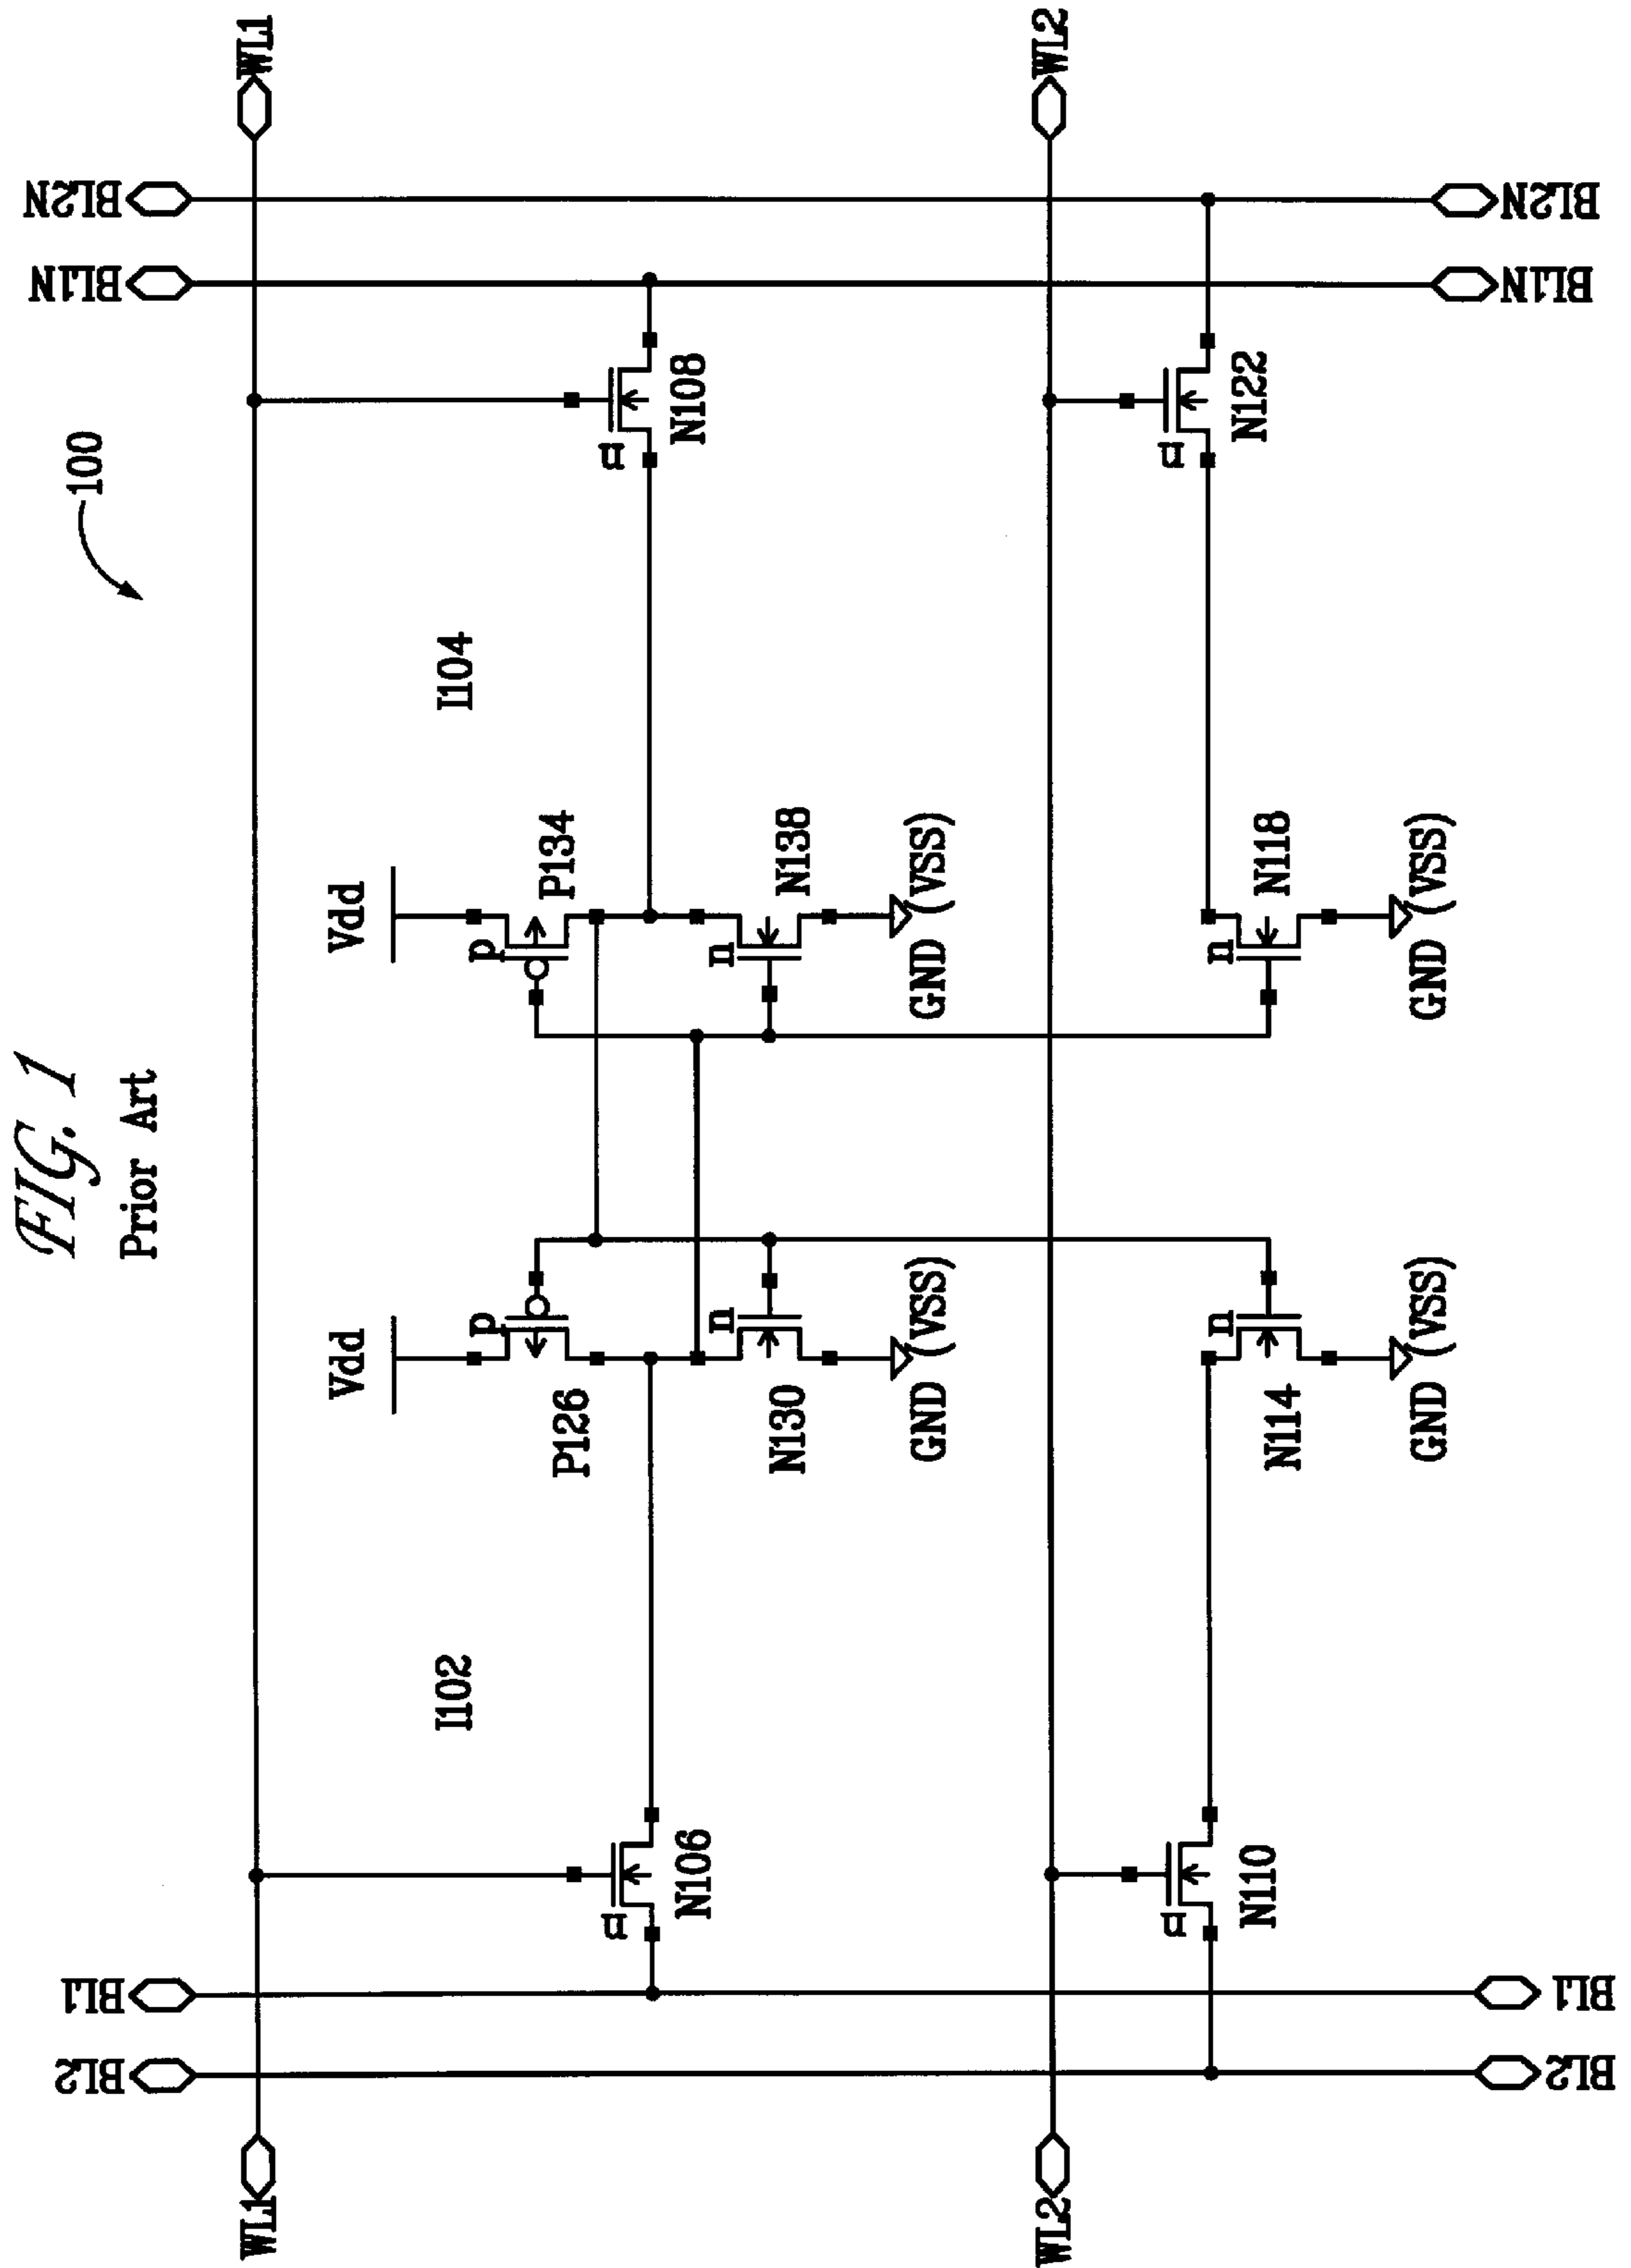 FIG. 1
Prior Art
100
BL2 BL1 BL1N BL2N
WL1 WL1
Vdd Vdd
I102 I104
p p
P126 P134
n n
N106 N108
n n
N130 N138
GND (VSS) GND (VSS)
WL2 WL2
n n
N110 N122
n n
N114 N118
GND (VSS) GND (VSS)
BL2 BL1 BL1N BL2N